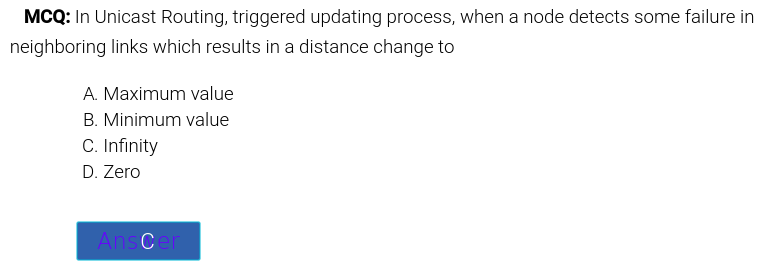 MCQ: In Unicast Routing, triggered updating process, when a node detects some failure in
neighboring links which results in a distance change to
A. Maximum value
B. Minimum value
C. Infinity
D. Zero
Answer
C